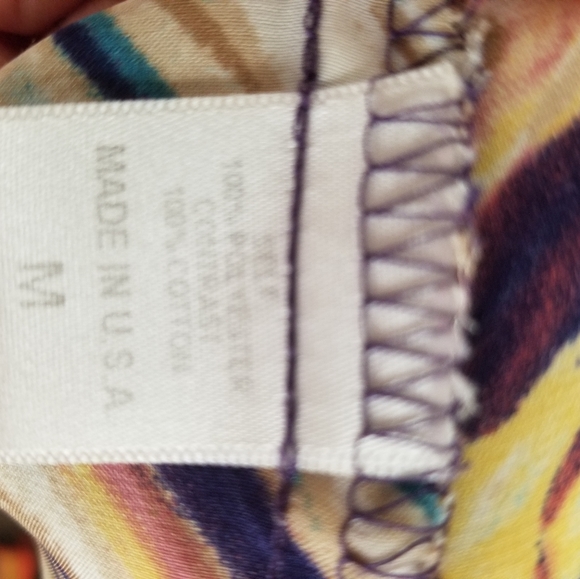 SELF
100% POLYESTER
CONTRAST
100% COTTON
MADE IN U.S.A
M